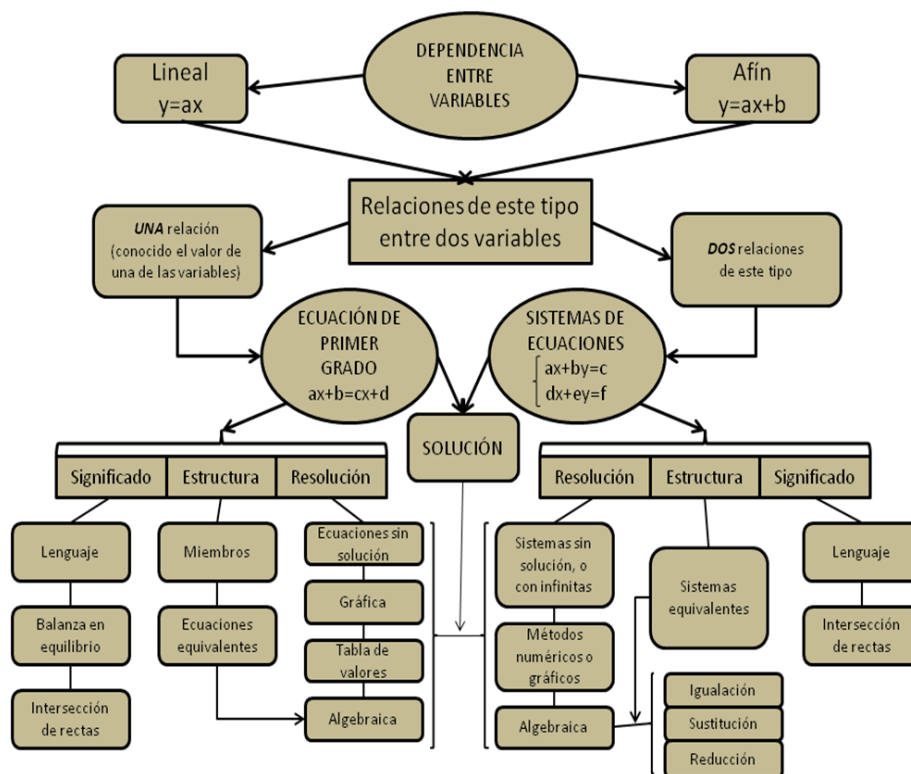 DEPENDENCIA
ENTRE
VARIABLES
Lineal
y=ax
Afín
y=ax+b
Relaciones de este tipo
entre dos variables
UNA relación
(conocido el valor de
una de las variables)
DOS relaciones
de este tipo
ECUACIÓN DE
PRIMER
GRADO
ax+b=cx+d
SISTEMAS DE
ECUACIONES
ax+by=c
dx+ey=f
SOLUCIÓN
Significado
Estructura
Resolución
Lenguaje
Balanza en
equilibrio
Intersección
de rectas
Miembros
Ecuaciones
equivalentes
Ecuaciones sin
solución
Gráfica
Tabla de
valores
Algebraica
Resolución
Estructura
Significado
Sistemas sin
solución, o
con infinitas
Métodos
numéricos o
gráficos
Algebraica
Sistemas
equivalentes
Igualación
Sustitución
Reducción
Lenguaje
Intersección
de rectas